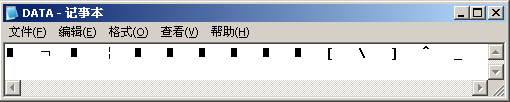 DATA - 记事本
文件(F) 编辑(E) 格式(O) 查看(V) 帮助(H)
■ ¬ ■ ¦ ■ ■ ■ ■ ■ ■ [ \ ] ^ _